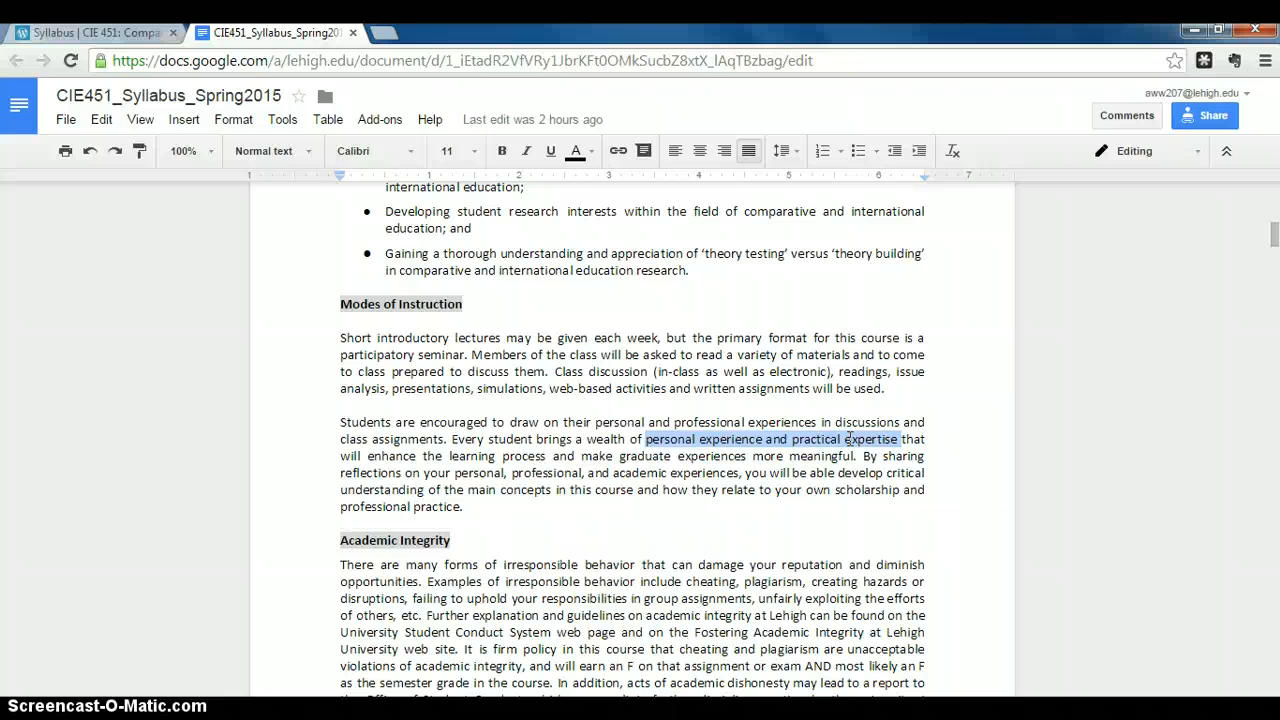 Syllabus | CIE 451: Compa
CIE451_Syllabus_Spring201
https://docs.google.com/a/lehigh.edu/document/d/1_iEtadR2VfVRy1JbrKFt0OMkSucbZ8xtX_lAqTBzbag/edit
CIE451_Syllabus_Spring2015
aww207@lehigh.edu
File Edit View Insert Format Tools Table Add-ons Help Last edit was 2 hours ago
Comments Share
100% Normal text Calibri 11 B I U A Editing
1 1 2 3 4 5 6 7
international education;
● Developing student research interests within the field of comparative and international
education; and
● Gaining a thorough understanding and appreciation of ‘theory testing’ versus ‘theory building’
in comparative and international education research.
Modes of Instruction
Short introductory lectures may be given each week, but the primary format for this course is a
participatory seminar. Members of the class will be asked to read a variety of materials and to come
to class prepared to discuss them. Class discussion (in-class as well as electronic), readings, issue
analysis, presentations, simulations, web-based activities and written assignments will be used.
Students are encouraged to draw on their personal and professional experiences in discussions and
class assignments. Every student brings a wealth of personal experience and practical expertise that
will enhance the learning process and make graduate experiences more meaningful. By sharing
reflections on your personal, professional, and academic experiences, you will be able develop critical
understanding of the main concepts in this course and how they relate to your own scholarship and
professional practice.
Academic Integrity
There are many forms of irresponsible behavior that can damage your reputation and diminish
opportunities. Examples of irresponsible behavior include cheating, plagiarism, creating hazards or
disruptions, failing to uphold your responsibilities in group assignments, unfairly exploiting the efforts
of others, etc. Further explanation and guidelines on academic integrity at Lehigh can be found on the
University Student Conduct System web page and on the Fostering Academic Integrity at Lehigh
University web site. It is firm policy in this course that cheating and plagiarism are unacceptable
violations of academic integrity, and will earn an F on that assignment or exam AND most likely an F
as the semester grade in the course. In addition, acts of academic dishonesty may lead to a report to
Screencast-O-Matic.com